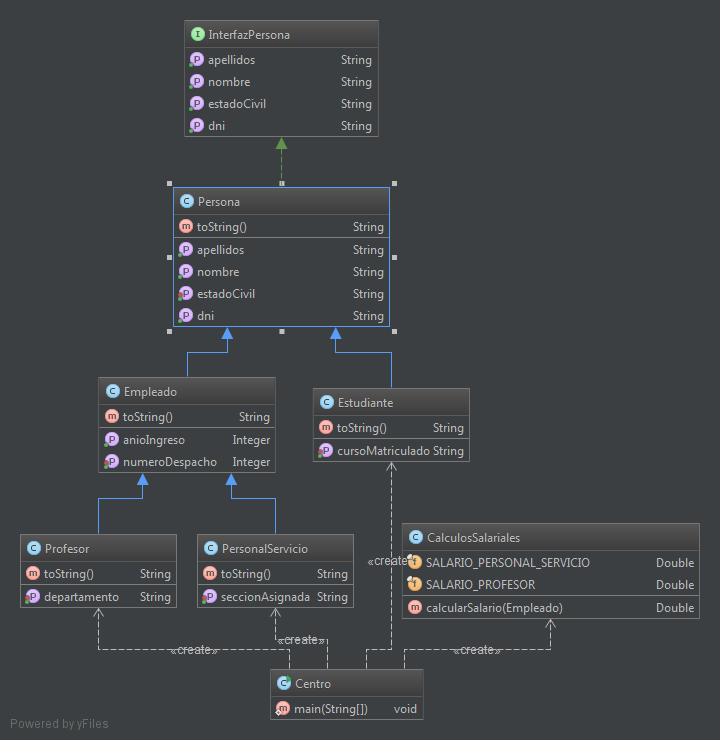 InterfazPersona
apellidos String
nombre String
estadoCivil String
dni String
Persona
toString() String
apellidos String
nombre String
estadoCivil String
dni String
Empleado
toString() String
anioIngreso Integer
numeroDespacho Integer
Estudiante
toString() String
cursoMatriculado String
Profesor
toString() String
departamento String
PersonalServicio
toString() String
seccionAsignada String
CalculosSalariales
SALARIO_PERSONAL_SERVICIO Double
SALARIO_PROFESOR Double
calcularSalario(Empleado) Double
«create»
«create»
«create»
«create»
Centro
main(String[]) void
Powered by yFiles